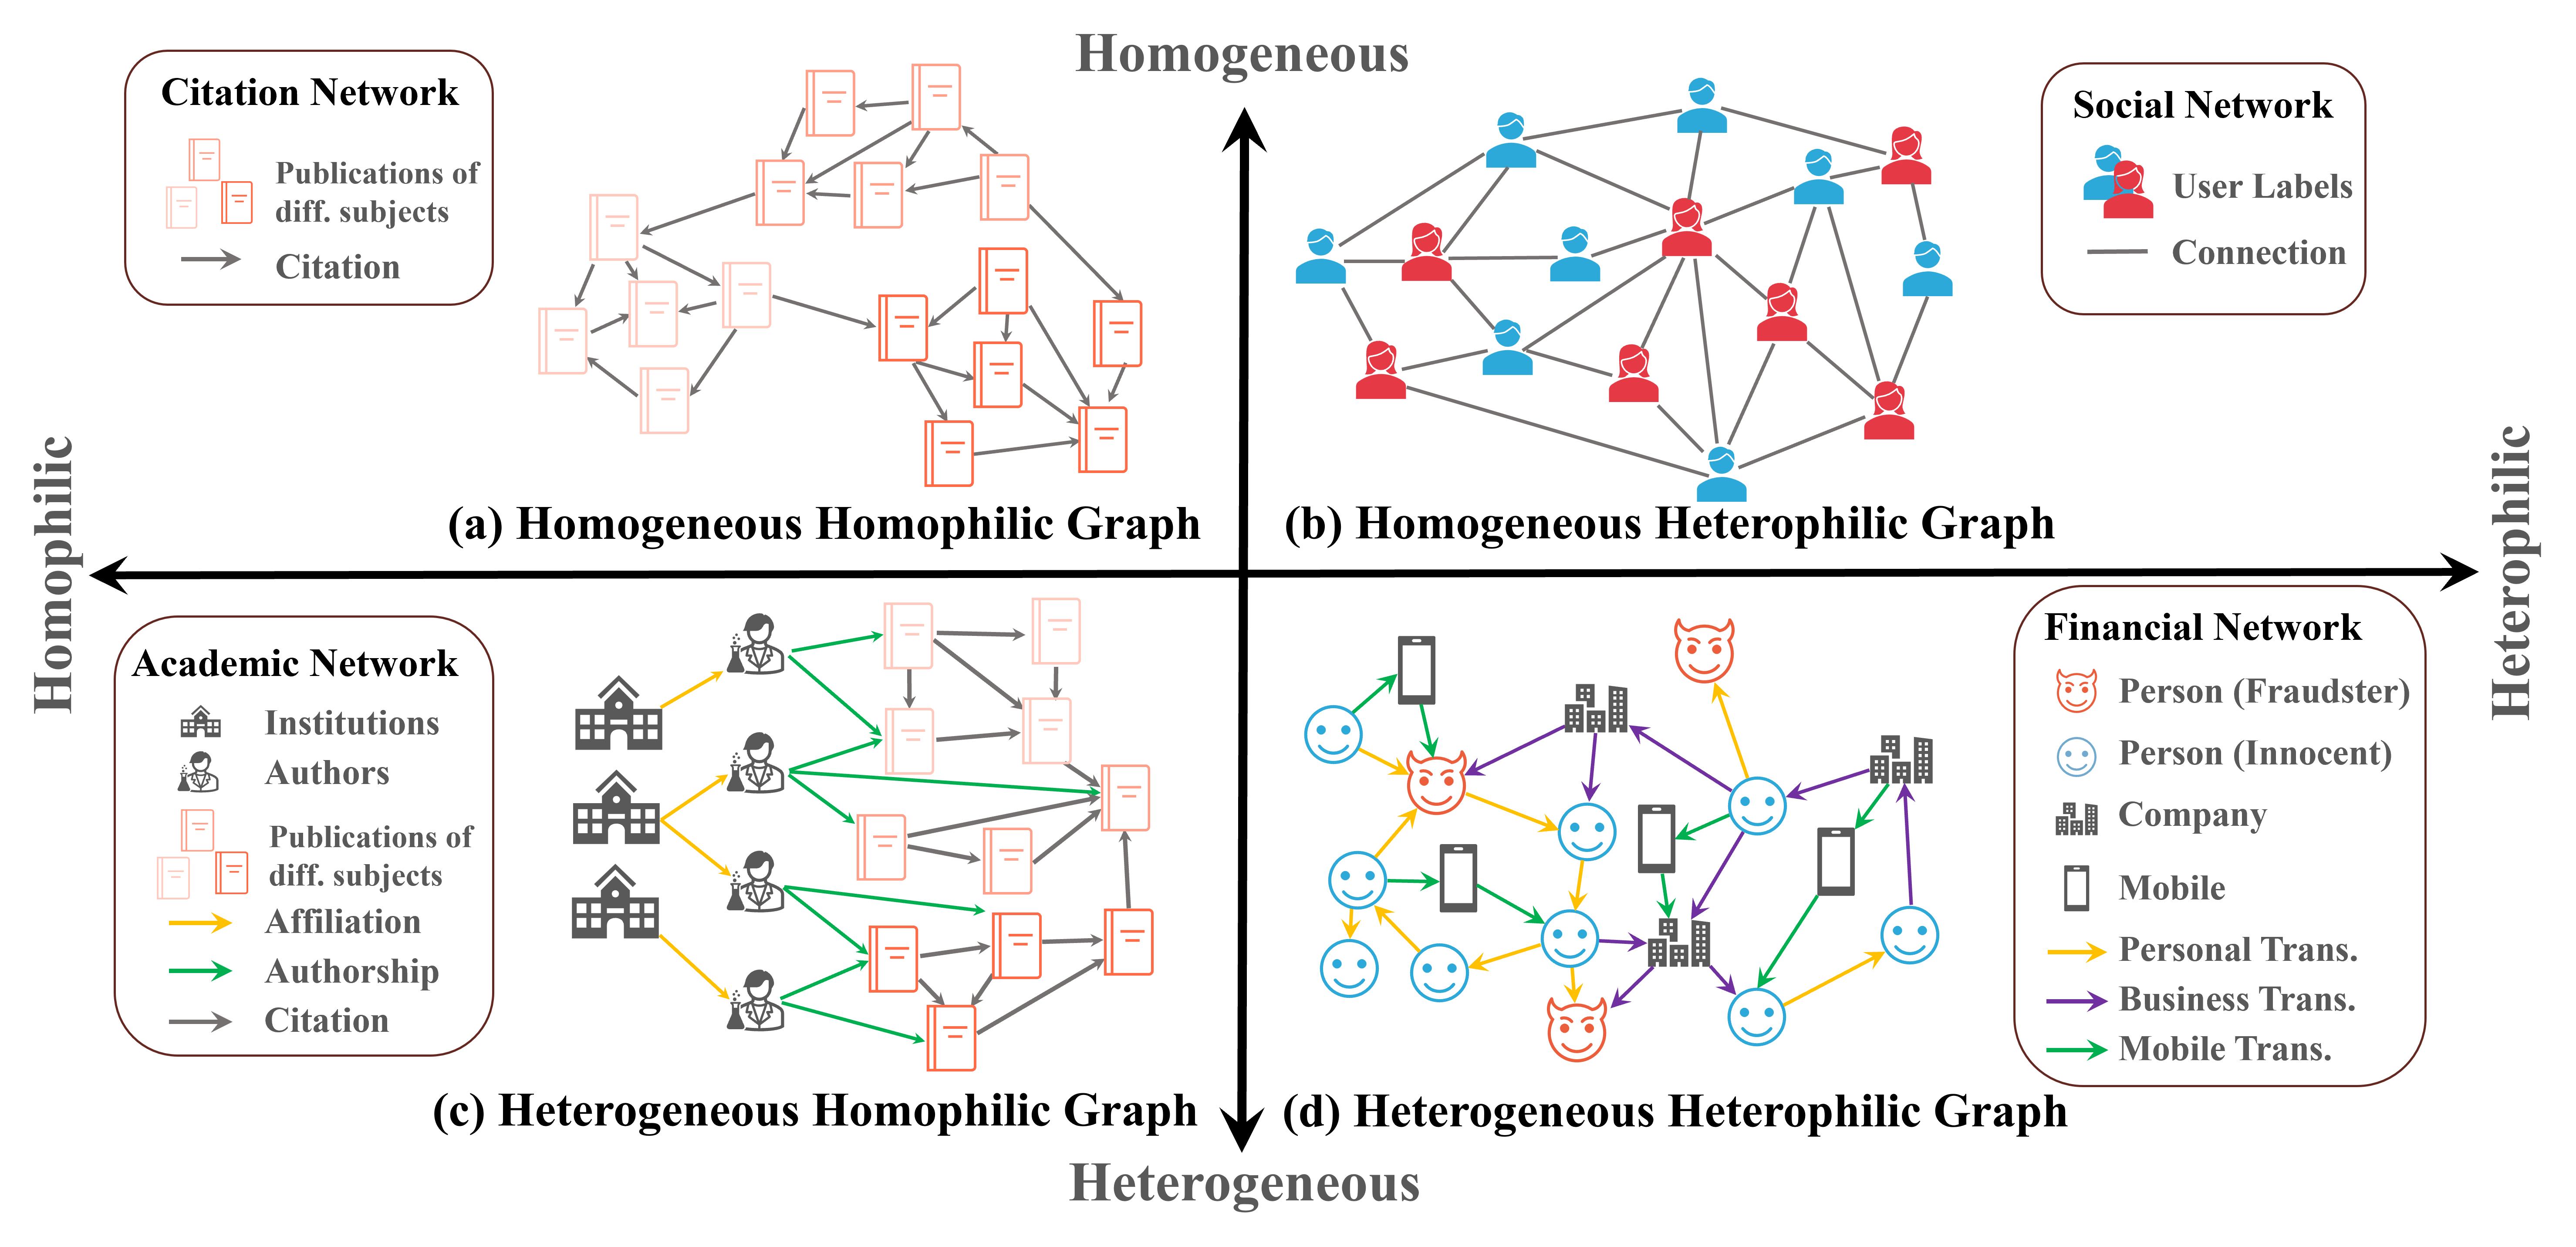 Homogeneous
Citation Network
Publications of
diff. subjects
Citation
Social Network
User Labels
Connection
(a) Homogeneous Homophilic Graph
(b) Homogeneous Heterophilic Graph
Homophilic
Heterophilic
Academic Network
Institutions
Authors
Publications of
diff. subjects
Affiliation
Authorship
Citation
Financial Network
Person (Fraudster)
Person (Innocent)
Company
Mobile
Personal Trans.
Business Trans.
Mobile Trans.
(c) Heterogeneous Homophilic Graph
(d) Heterogeneous Heterophilic Graph
Heterogeneous